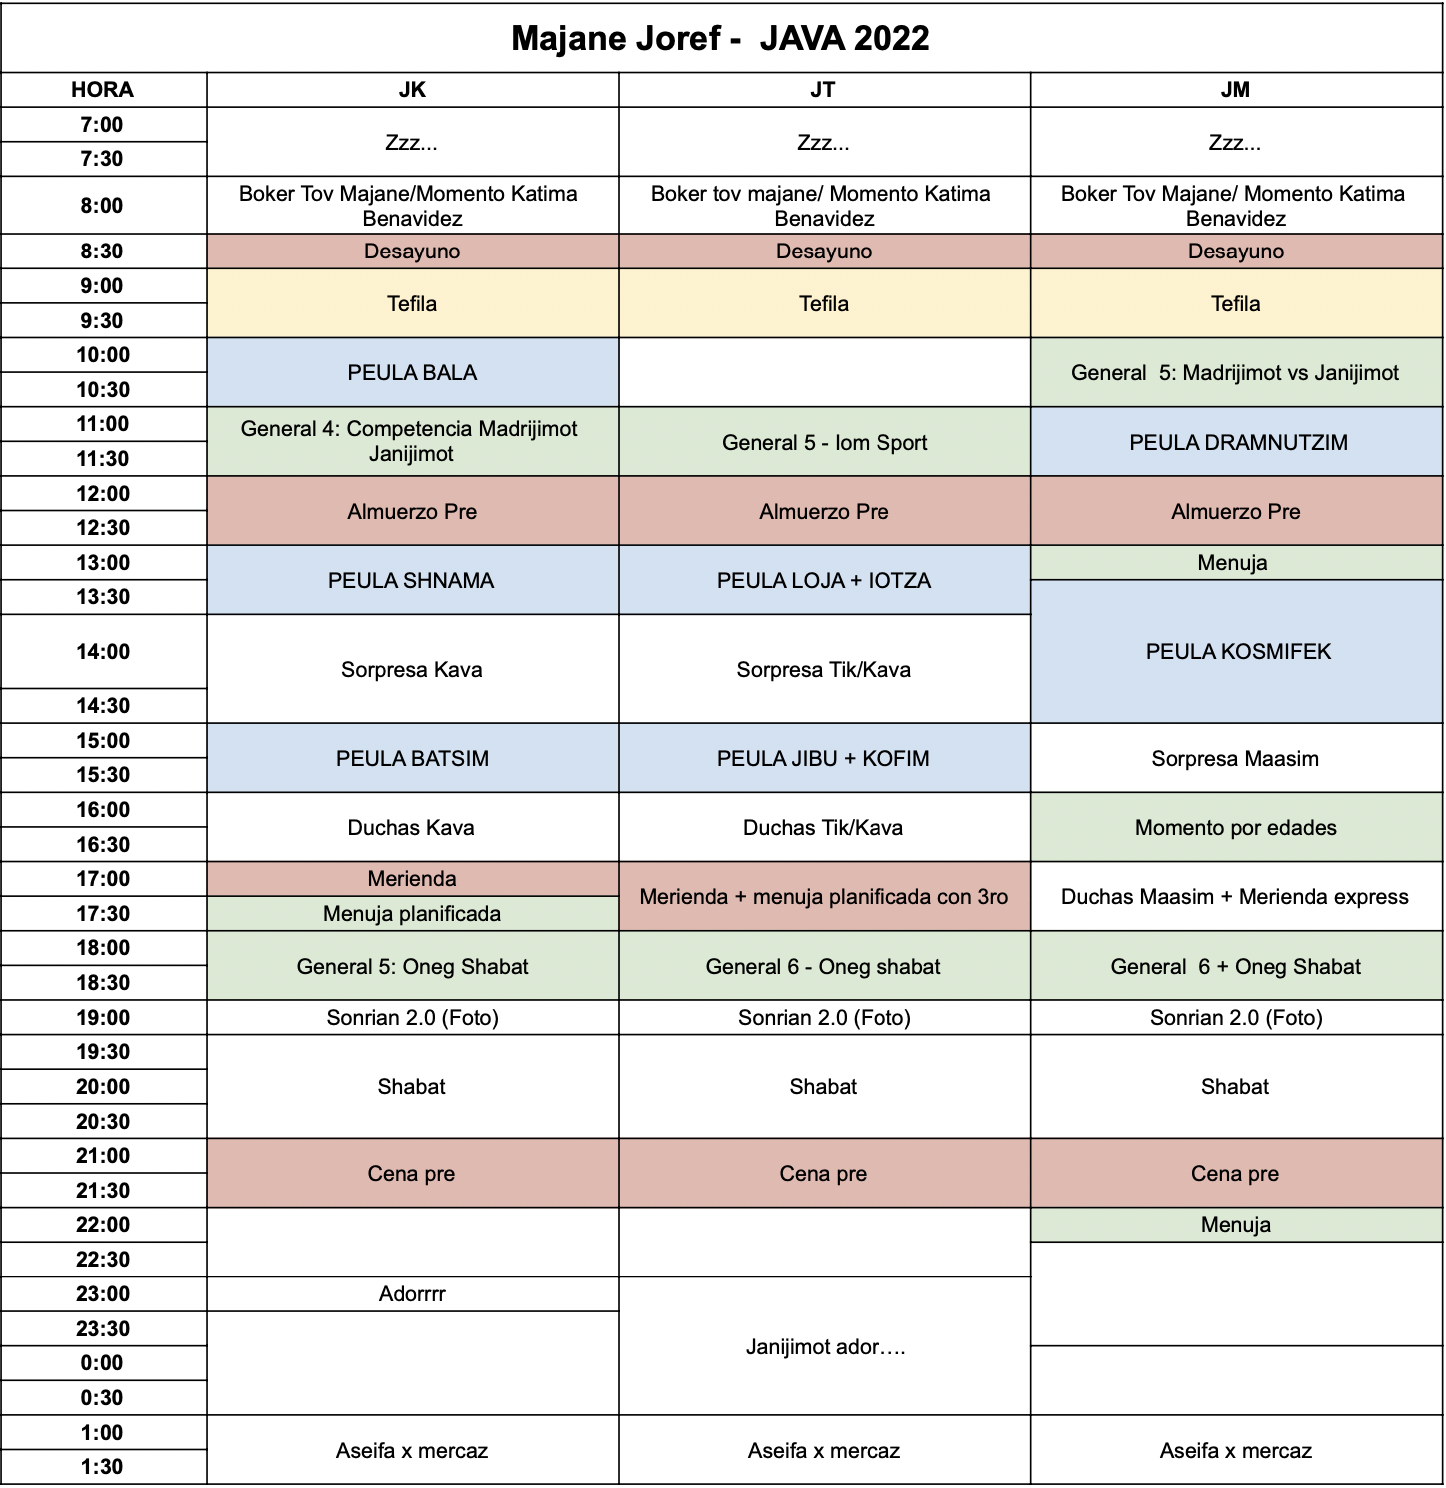 Majane Joref -  JAVA 2022
HORA JK JT JM
7:00
Zzz... Zzz... Zzz...
7:30
8:00
Boker Tov Majane/Momento Katima
Benavidez
Boker tov majane/ Momento Katima
Benavidez
Boker Tov Majane/ Momento Katima
Benavidez
8:30 Desayuno Desayuno Desayuno
9:00
Tefila Tefila Tefila
9:30
10:00
PEULA BALA General  5: Madrijimot vs Janijimot
10:30
11:00
General 4: Competencia Madrijimot
Janijimot
General 5 - Iom Sport PEULA DRAMNUTZIM
11:30
12:00
Almuerzo Pre Almuerzo Pre Almuerzo Pre
12:30
13:00 Menuja
PEULA SHNAMA PEULA LOJA + IOTZA
13:30
14:00 PEULA KOSMIFEK
Sorpresa Kava Sorpresa Tik/Kava
14:30
15:00
PEULA BATSIM PEULA JIBU + KOFIM Sorpresa Maasim
15:30
16:00
Duchas Kava Duchas Tik/Kava Momento por edades
16:30
17:00 Merienda
Merienda + menuja planificada con 3ro Duchas Maasim + Merienda express
17:30 Menuja planificada
18:00
General 5: Oneg Shabat General 6 - Oneg shabat General  6 + Oneg Shabat
18:30
19:00 Sonrian 2.0 (Foto) Sonrian 2.0 (Foto) Sonrian 2.0 (Foto)
19:30
20:00 Shabat Shabat Shabat
20:30
21:00
Cena pre Cena pre Cena pre
21:30
22:00 Menuja
22:30
23:00 Adorrrr
23:30
Janijimot ador....
0:00
0:30
1:00
Aseifa x mercaz Aseifa x mercaz Aseifa x mercaz
1:30